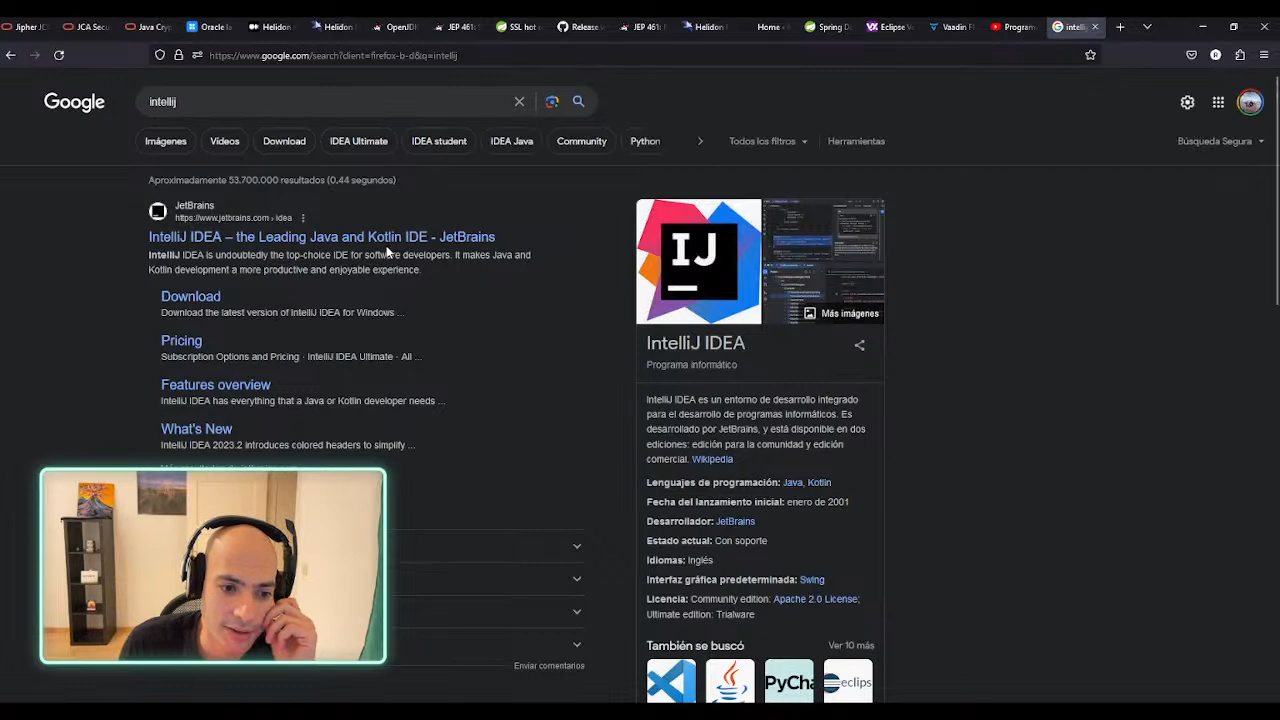 Jipher JCE
JCA Secu
Java Cryp
Oracle la
Helidon
Helidon
OpenJDK
JEP 461:
SSL hot
Release
JEP 461:
Helidon
Home -
Spring D
Eclipse V
Vaadin Fl
Program
intellij
https://www.google.com/search?client=firefox-b-d&q=intellij
Google
intellij
Imágenes
Vídeos
Download
IDEA Ultimate
IDEA student
IDEA Java
Community
Python
Todos los filtros
Herramientas
Búsqueda Segura
Aproximadamente 53.700.000 resultados (0,44 segundos)
JetBrains
https://www.jetbrains.com › idea
IntelliJ IDEA – the Leading Java and Kotlin IDE - JetBrains
IntelliJ IDEA is undoubtedly the top-choice IDE for software developers. It makes Java and
Kotlin development a more productive and enjoyable experience.
Download
Download the latest version of IntelliJ IDEA for Windows ...
Pricing
Subscription Options and Pricing · IntelliJ IDEA Ultimate · All ...
Features overview
IntelliJ IDEA has everything that a Java or Kotlin developer needs ...
What's New
IntelliJ IDEA 2023.2 introduces colored headers to simplify ...
Enviar comentarios
IJ
Más imágenes
IntelliJ IDEA
Programa informático
IntelliJ IDEA es un entorno de desarrollo integrado
para el desarrollo de programas informáticos. Es
desarrollado por JetBrains, y está disponible en dos
ediciones: edición para la comunidad y edición
comercial. Wikipedia
Lenguajes de programación: Java, Kotlin
Fecha del lanzamiento inicial: enero de 2001
Desarrollador: JetBrains
Estado actual: Con soporte
Idiomas: Inglés
Interfaz gráfica predeterminada: Swing
Licencia: Community edition: Apache 2.0 License;
Ultimate edition: Trialware
También se buscó
Ver 10 más
PyCha
eclips